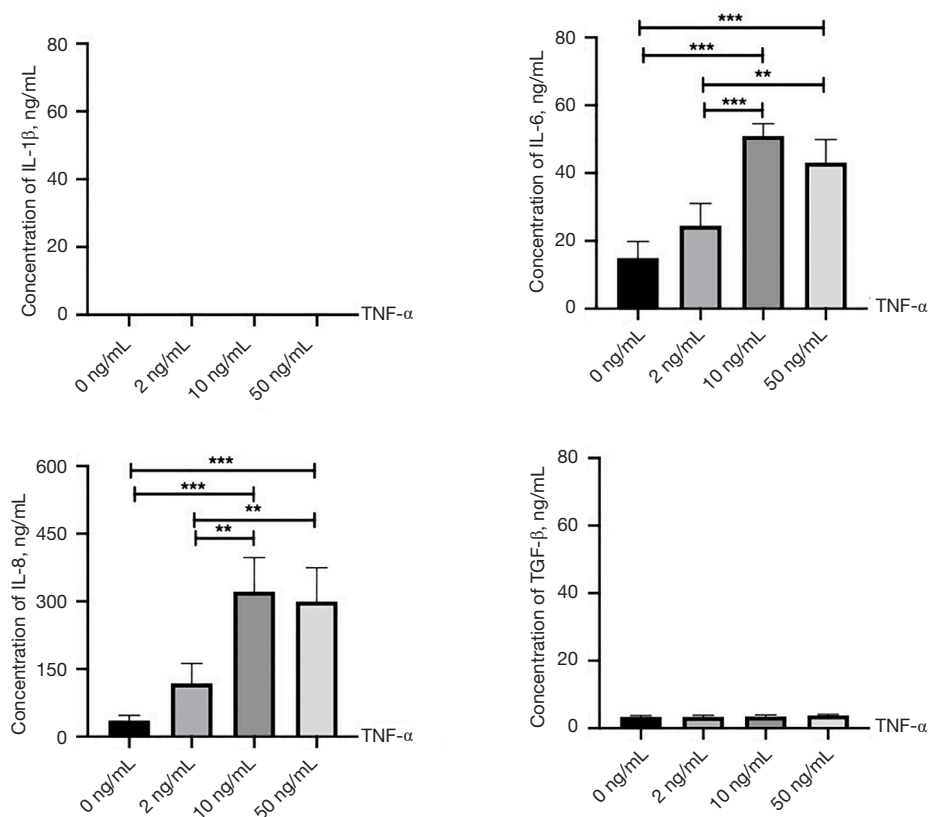 Concentration of IL-1β, ng/mL
80
60
40
20
0
TNF-α
0 ng/mL
2 ng/mL
10 ng/mL
50 ng/mL
Concentration of IL-6, ng/mL
80
60
40
20
0
***
***
**
***
TNF-α
0 ng/mL
2 ng/mL
10 ng/mL
50 ng/mL
Concentration of IL-8, ng/mL
600
450
300
150
0
***
***
**
**
TNF-α
0 ng/mL
2 ng/mL
10 ng/mL
50 ng/mL
Concentration of TGF-β, ng/mL
80
60
40
20
0
TNF-α
0 ng/mL
2 ng/mL
10 ng/mL
50 ng/mL